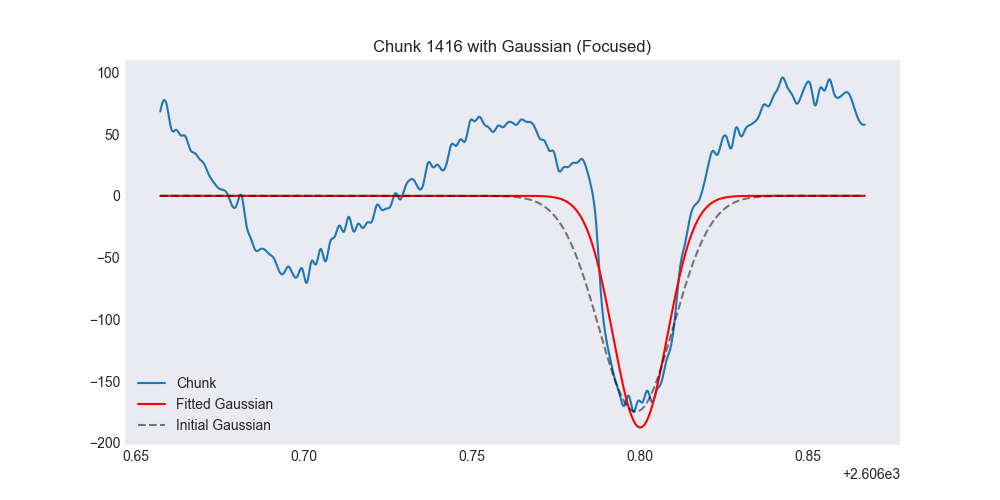 Chunk 1416 with Gaussian (Focused)
100
50
0
−50
−100
−150
−200
Chunk
Fitted Gaussian
Initial Gaussian
0.65 0.70 0.75 0.80 0.85
+2.606e3